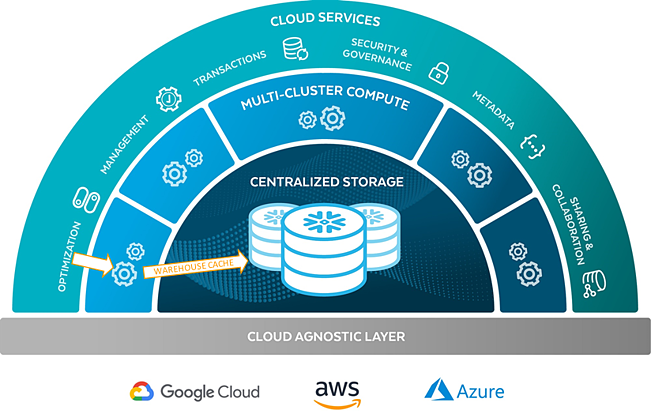 CLOUD SERVICES
OPTIMIZATION
MANAGEMENT
TRANSACTIONS
SECURITY &
GOVERNANCE
METADATA
SHARING &
COLLABORATION
MULTI-CLUSTER COMPUTE
CENTRALIZED STORAGE
WAREHOUSE CACHE
CLOUD AGNOSTIC LAYER
Google Cloud
aws
Azure